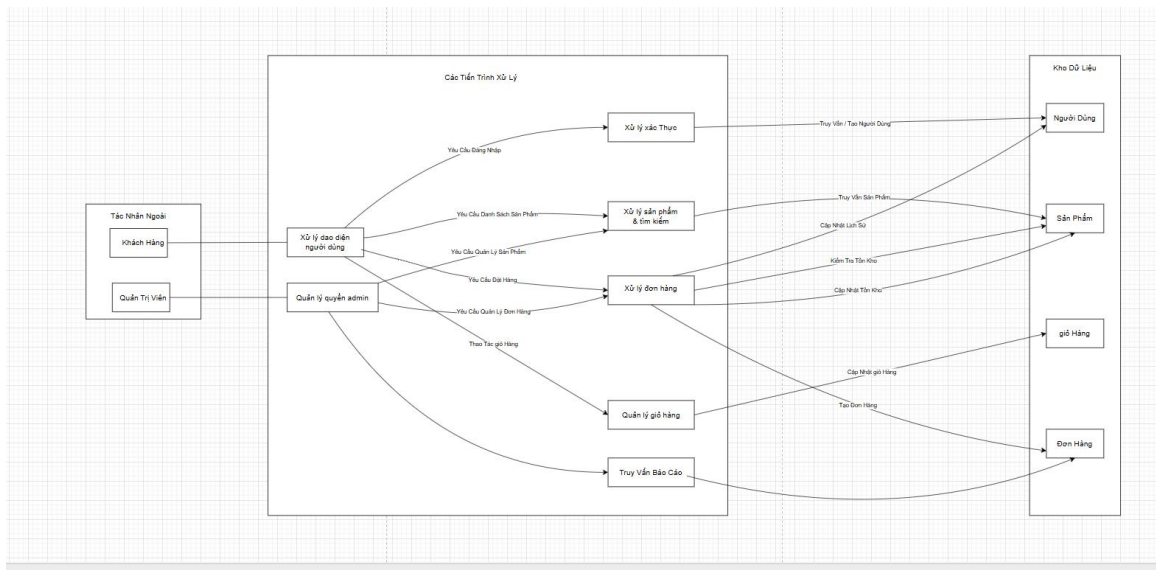 Các Tiến Trình Xử Lý
Kho Dữ Liệu
Xử lý xác Thực
Truy Vấn / Tạo Người Dùng
Người Dùng
Yêu Cầu Đăng Nhập
Tác Nhân Ngoài
Khách Hàng
Quản Trị Viên
Xử lý dao diện
người dùng
Quản lý quyền admin
Yêu Cầu Danh Sách Sản Phẩm
Xử lý sản phẩm
& tìm kiếm
Truy Vấn Sản Phẩm
Sản Phẩm
Cập Nhật Lịch Sử
Yêu Cầu Quản Lý Sản Phẩm
Kiểm Tra Tồn Kho
Yêu Cầu Đặt Hàng
Xử lý đơn hàng
Cập Nhật Tồn Kho
Yêu Cầu Quản Lý Đơn Hàng
Thao Tác giỏ Hàng
giỏ Hàng
Cập Nhật giỏ Hàng
Tạo Đơn Hàng
Quản lý giỏ hàng
Đơn Hàng
Truy Vấn Báo Cáo